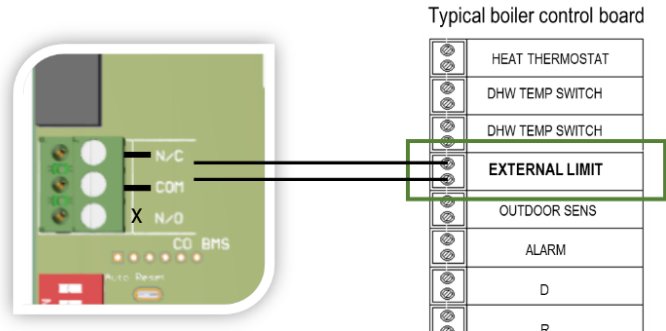 Typical boiler control board
HEAT THERMOSTAT
DHW TEMP SWITCH
DHW TEMP SWITCH
EXTERNAL LIMIT
OUTDOOR SENS
ALARM
D
R
N/C
COM
X N/O
CO BMS
Auto Reset
N